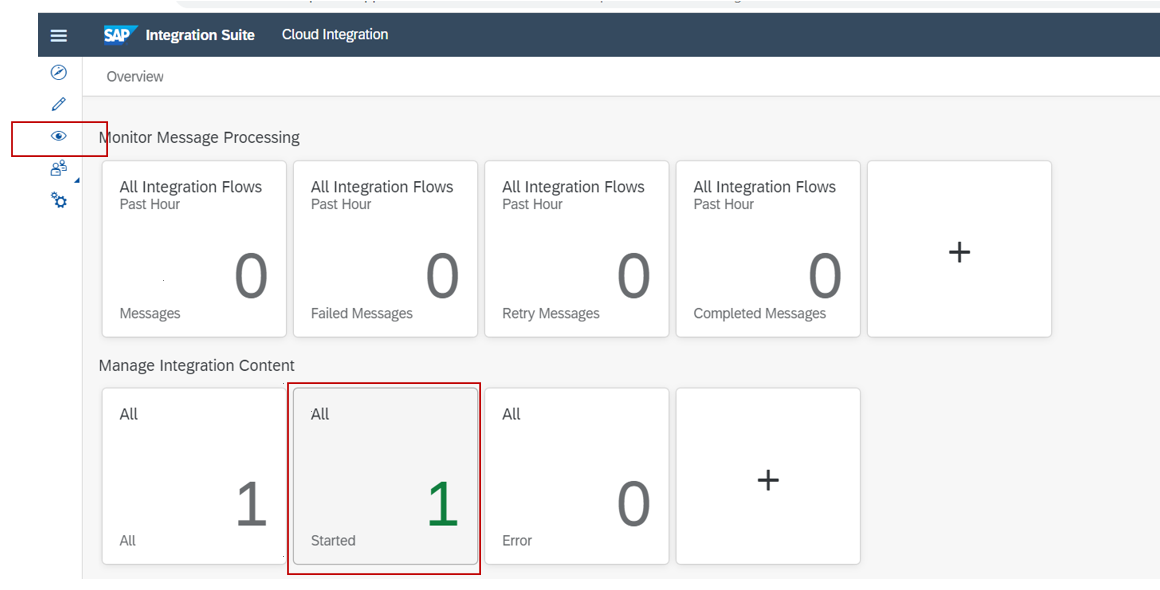 SAP Integration Suite Cloud Integration
Overview
Monitor Message Processing
All Integration Flows
Past Hour
0
Messages
All Integration Flows
Past Hour
0
Failed Messages
All Integration Flows
Past Hour
0
Retry Messages
All Integration Flows
Past Hour
0
Completed Messages
+
Manage Integration Content
All
1
All
All
1
Started
All
0
Error
+